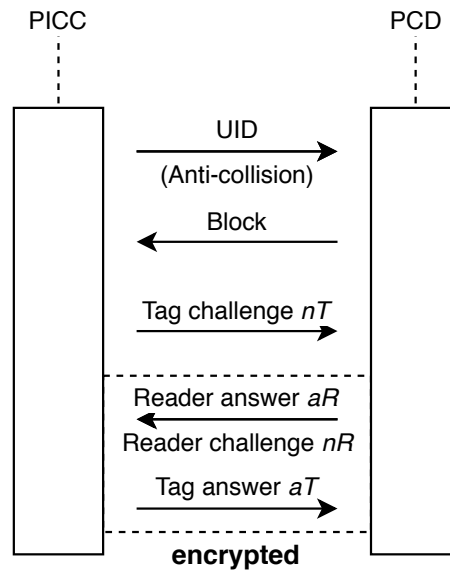 PICC
PCD
UID
(Anti-collision)
Block
Tag challenge nT
Reader answer aR
Reader challenge nR
Tag answer aT
encrypted